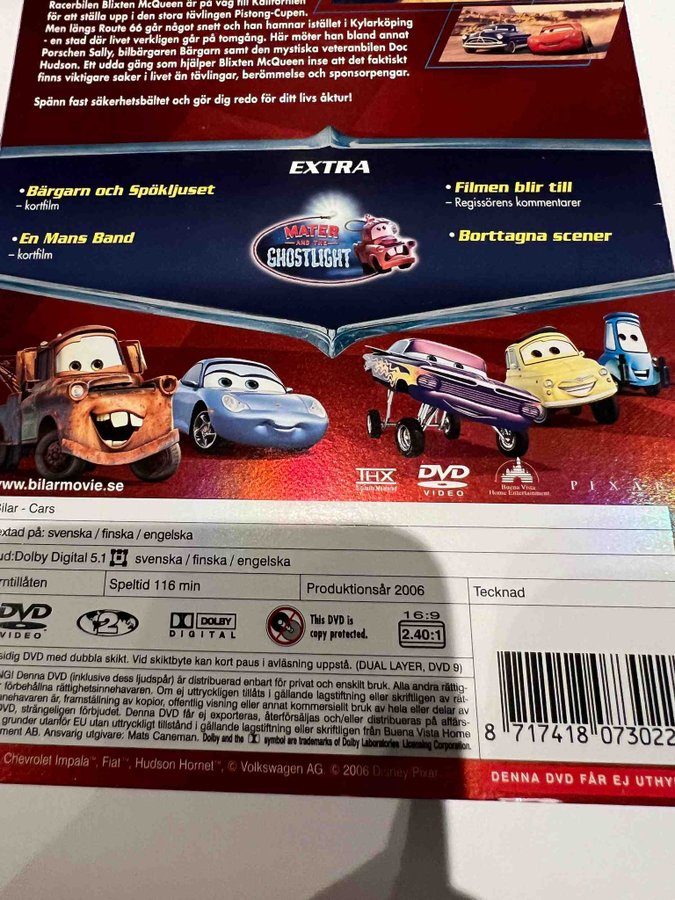 Racerbilen Blixten McQueen är på väg till Kalifornien
för att ställa upp i den stora tävlingen Pistong-Cupen.
Men längs Route 66 går något snett och han hamnar istället i Kylarköping
- en stad där livet verkligen går på tomgång. Här möter han bland annat
Porschen Sally, bilbärgaren Bärgarn samt den mystiska veteranbilen Doc
Hudson. Ett udda gäng som hjälper Blixten McQueen inse att det faktiskt
finns viktigare saker i livet än tävlingar, berömmelse och sponsorpengar.
Spänn fast säkerhetsbältet och gör dig redo för ditt livs åktur!
EXTRA
•Bärgarn och Spökljuset
– kortfilm
•En Mans Band
– kortfilm
MATER
AND THE
GHOSTLIGHT
•Filmen blir till
– Regissörens kommentarer
•Borttagna scener
www.bilarmovie.se
THX
DVD
VIDEO
Buena Vista
Home Entertainment
PIXAR
Bilar - Cars
extad på: svenska / finska / engelska
ud:Dolby Digital 5.1 svenska / finska / engelska
rntillåten
Speltid 116 min
Produktionsår 2006
Tecknad
DVD
VIDEO
2
DOLBY
DIGITAL
This DVD is
copy protected.
16:9
2.40:1
sidig DVD med dubbla skikt. Vid skiktbyte kan kort paus i avläsning uppstå. (DUAL LAYER, DVD 9)
NG! Denna DVD (inklusive dess ljudspår) är distribuerad enbart för privat och enskilt bruk. Alla andra rättig-
förbehållna rättighetsinnehavaren. Om ej uttryckligen tillåts i gällande lagstiftning eller skriftligen av rät-
nnehavaren är, framställning av kopior, offentlig visning eller annat kommersiellt bruk av hela eller delar av
DVD, strängeligen förbjudet. Denna DVD får ej exporteras, återförsäljas och/eller distribueras på affärs-
grunder utanför EU utan uttryckligt tillstånd i gällande lagstiftning eller skriftligen från Buena Vista Home
ment AB. Ansvarig utgivare: Mats Caneman. Dolby and the symbol are trademarks of Dolby Laboratories Licensing Corporation.
8 717418 073022
Chevrolet Impala™, Fiat™, Hudson Hornet™, © Volkswagen AG. © 2006 Disney/Pixar
DENNA DVD FÅR EJ UTHY